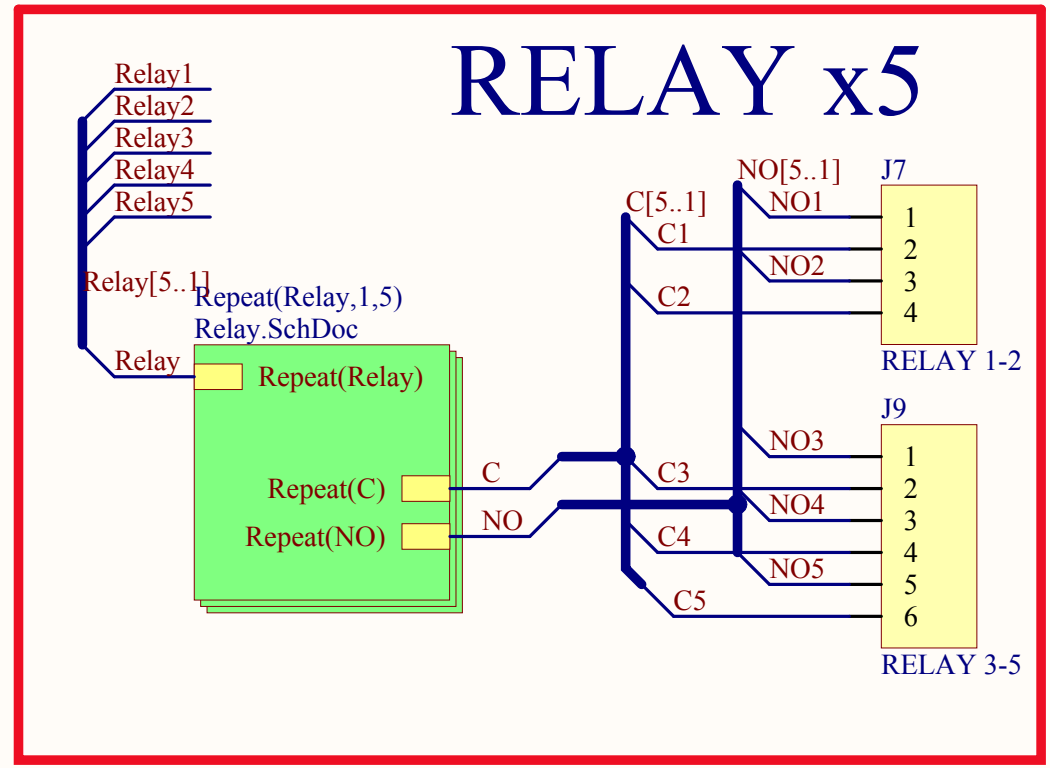 RELAY x5
Relay1
Relay2
Relay3
Relay4
Relay5
Relay[5..1]
Repeat(Relay,1,5)
Relay.SchDoc
Relay
Repeat(Relay)
Repeat(C)
Repeat(NO)
C
NO
C[5..1]
NO[5..1]
C1
C2
NO1
NO2
J7
1
2
3
4
RELAY 1-2
C3
C4
C5
NO3
NO4
NO5
J9
1
2
3
4
5
6
RELAY 3-5